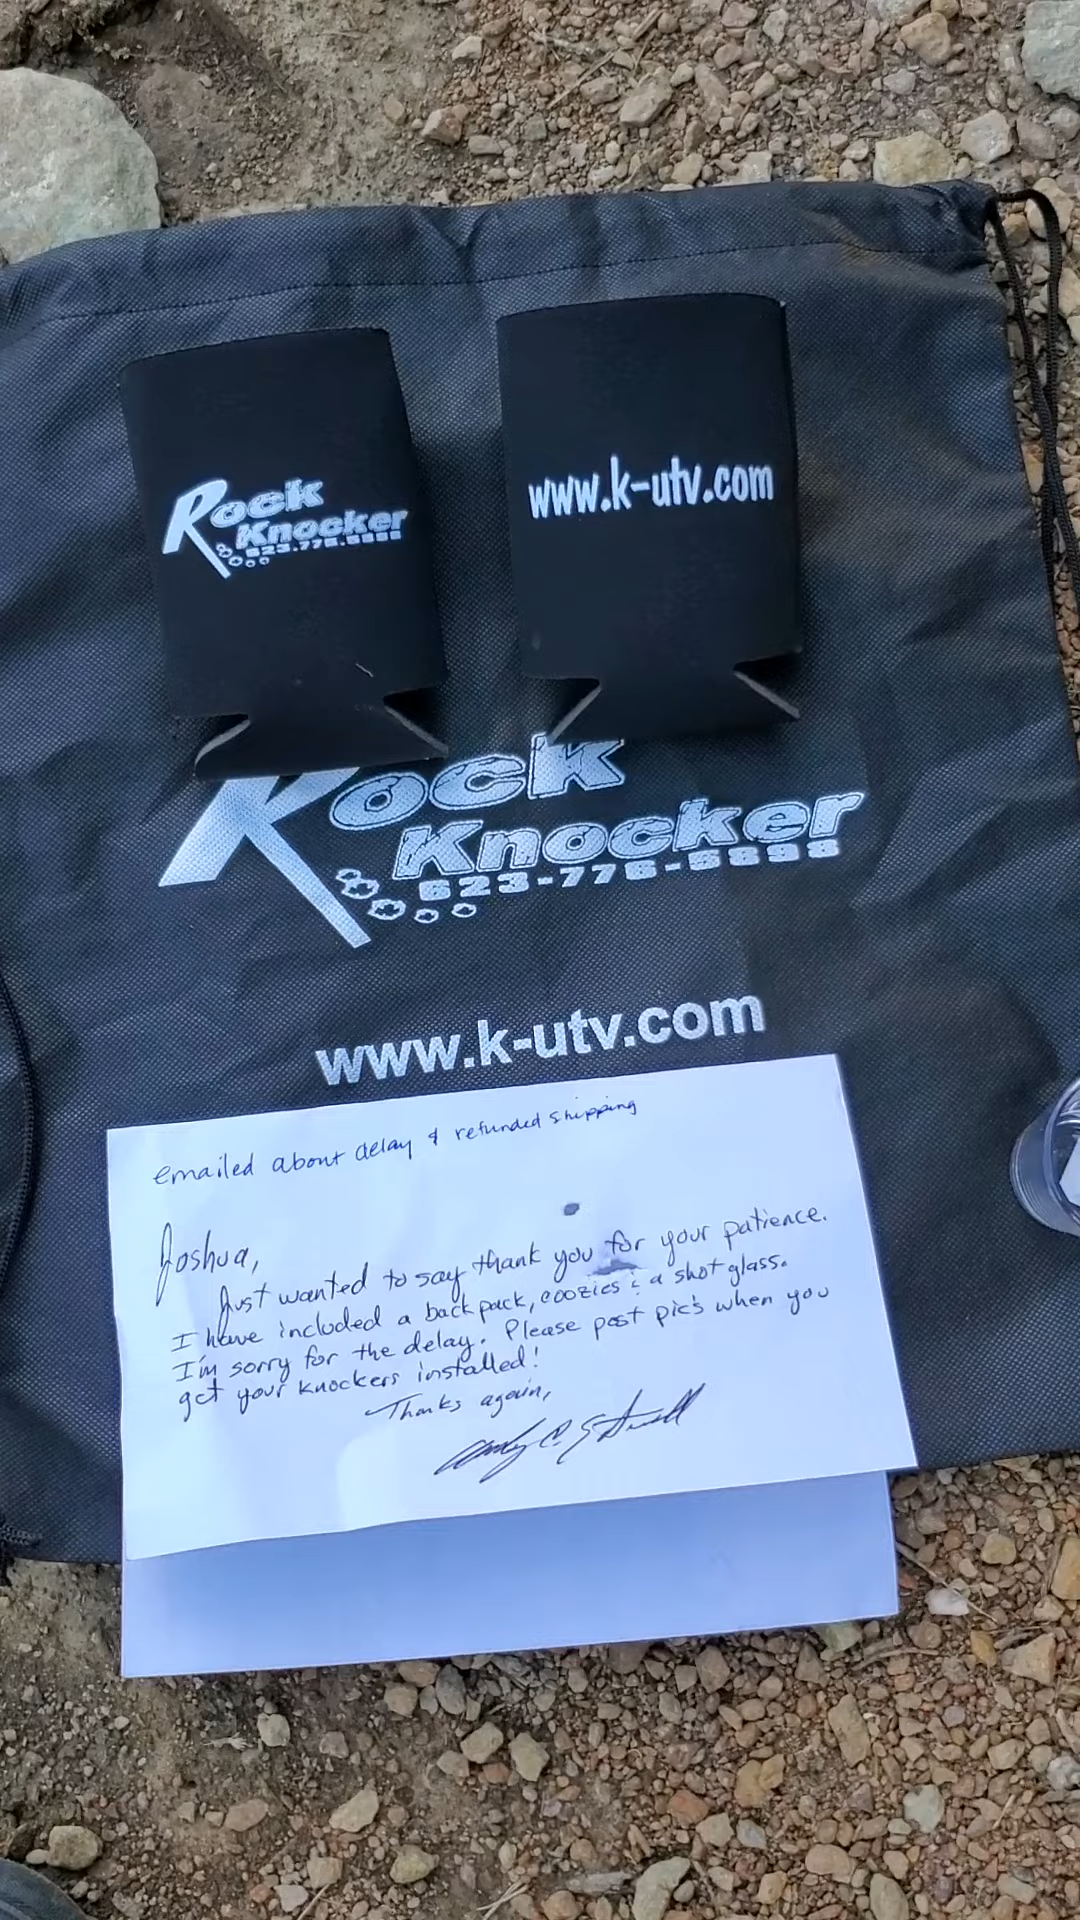 Rock
Knocker
www.k-utv.com
Rock
Knocker
623-776-5898
www.k-utv.com
emailed about delay & refunded shipping
Joshua,
Just wanted to say thank you for your patience.
I have included a backpack, coozies & a shot glass.
I'm sorry for the delay. Please post pic's when you
get your knockers installed!
Thanks again,